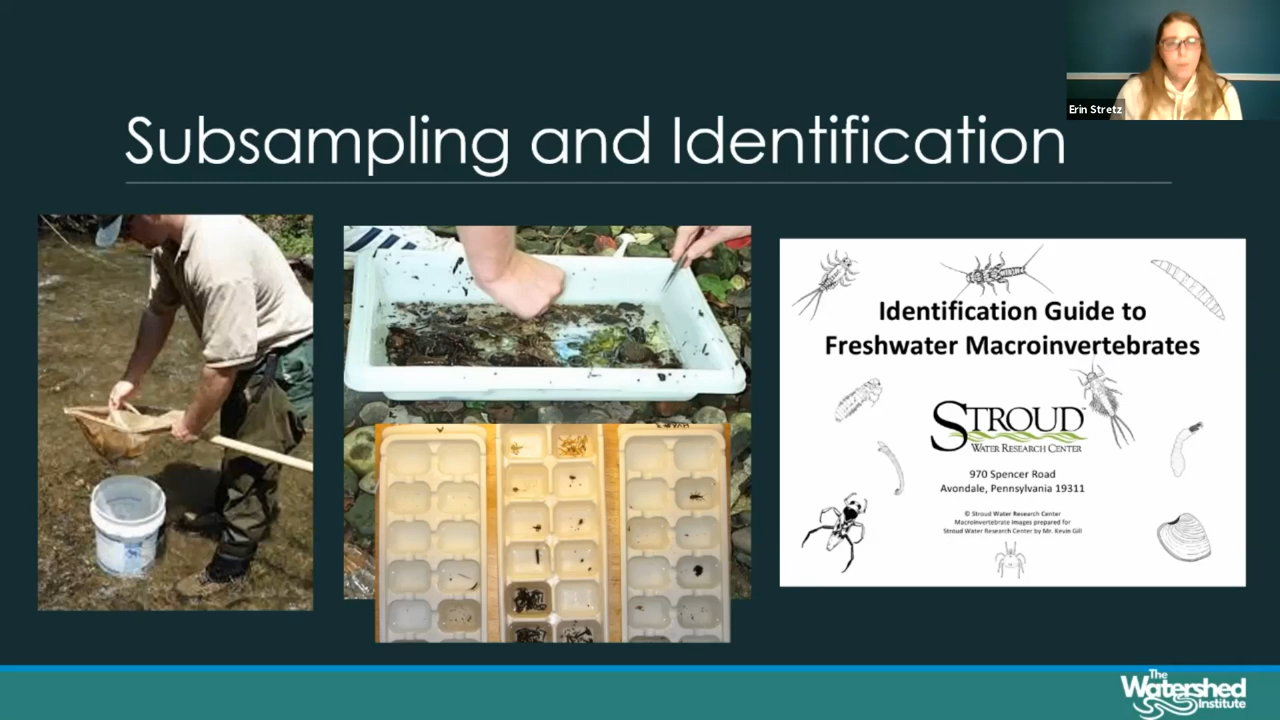 Erin Stretz
Subsampling and Identification
Identification Guide to
Freshwater Macroinvertebrates
STROUD™
WATER RESEARCH CENTER
970 Spencer Road
Avondale, Pennsylvania 19311
© Stroud Water Research Center
Macroinvertebrate images prepared for
Stroud Water Research Center by Mr. Kevin Gill
The
Watershed
Institute